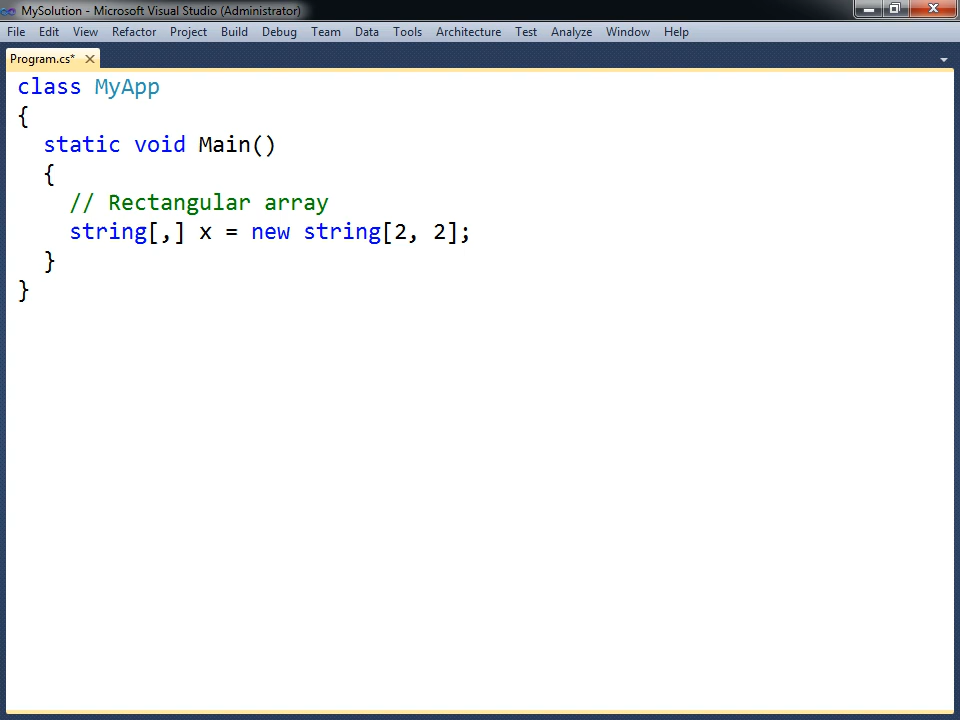 MySolution - Microsoft Visual Studio (Administrator)
File Edit View Refactor Project Build Debug Team Data Tools Architecture Test Analyze Window Help
Program.cs*
class MyApp
{
  static void Main()
  {
    // Rectangular array
    string[,] x = new string[2, 2];
  }
}